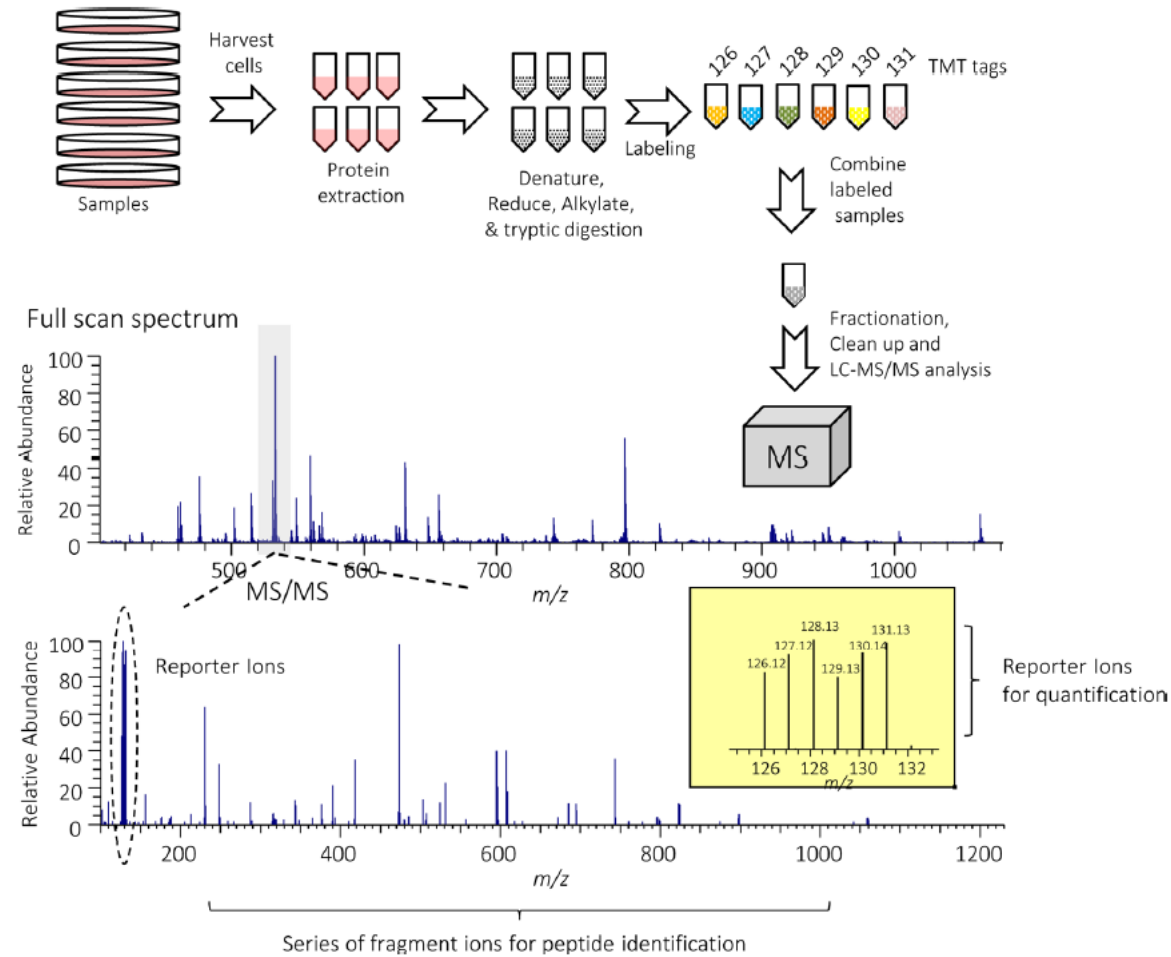 Harvest
cells
126
127
128
129
130
131
TMT tags
Samples
Protein
extraction
Denature,
Reduce, Alkylate,
& tryptic digestion
Labeling
Combine
labeled
samples
Fractionation,
Clean up and
LC-MS/MS analysis
MS
Full scan spectrum
Relative Abundance
100
80
60
40
20
0
500
600
700
800
900
1000
m/z
MS/MS
Relative Abundance
100
80
60
40
20
0
Reporter Ions
200
400
600
800
1000
1200
m/z
126.12
127.12
128.13
129.13
130.14
131.13
126
128
130
132
m/z
Reporter Ions
for quantification
Series of fragment ions for peptide identification